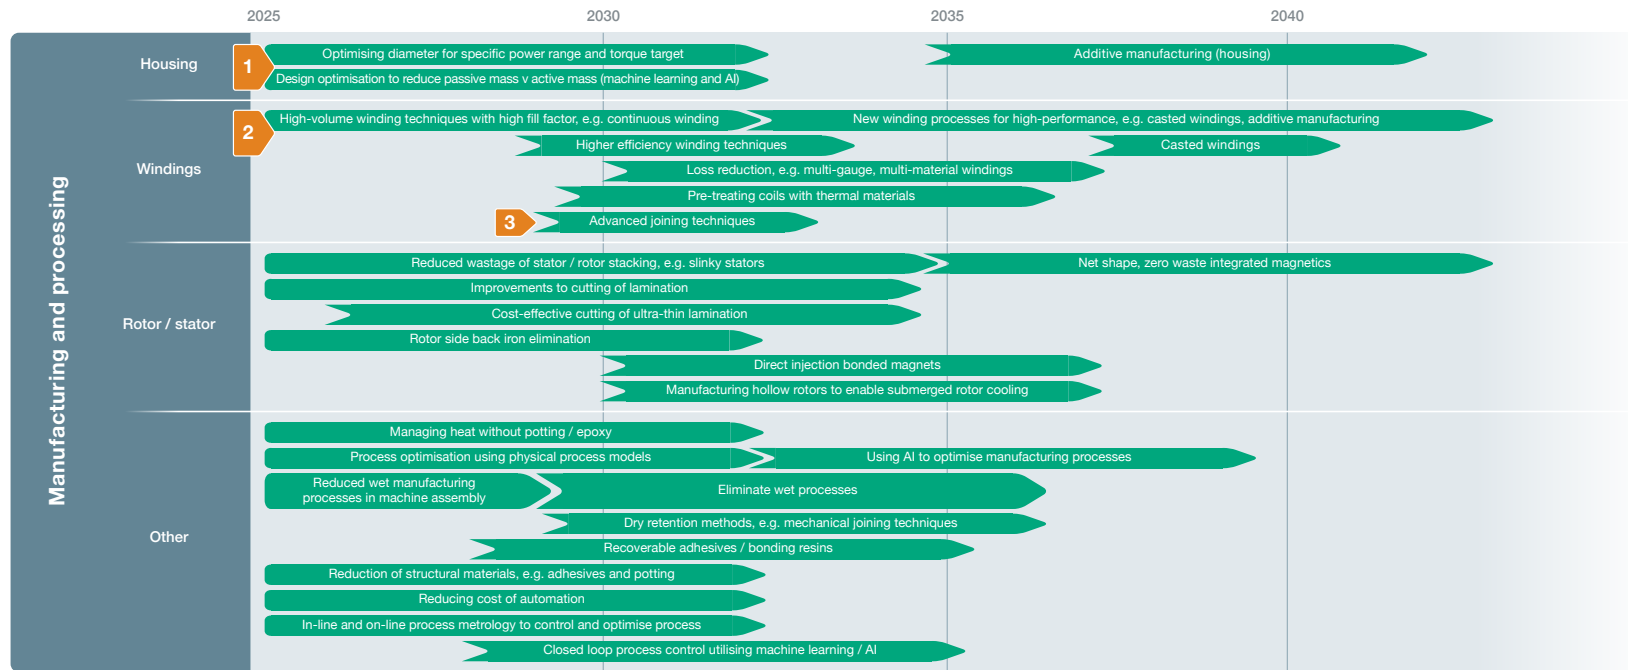 2025 2030 2035 2040
Manufacturing and processing
Housing
1
Optimising diameter for specific power range and torque target
Additive manufacturing (housing)
Design optimisation to reduce passive mass v active mass (machine learning and AI)
Windings
2
High-volume winding techniques with high fill factor, e.g. continuous winding
New winding processes for high-performance, e.g. casted windings, additive manufacturing
Higher efficiency winding techniques
Casted windings
Loss reduction, e.g. multi-gauge, multi-material windings
Pre-treating coils with thermal materials
3
Advanced joining techniques
Rotor / stator
Reduced wastage of stator / rotor stacking, e.g. slinky stators
Net shape, zero waste integrated magnetics
Improvements to cutting of lamination
Cost-effective cutting of ultra-thin lamination
Rotor side back iron elimination
Direct injection bonded magnets
Manufacturing hollow rotors to enable submerged rotor cooling
Other
Managing heat without potting / epoxy
Process optimisation using physical process models
Using AI to optimise manufacturing processes
Reduced wet manufacturing
processes in machine assembly
Eliminate wet processes
Dry retention methods, e.g. mechanical joining techniques
Recoverable adhesives / bonding resins
Reduction of structural materials, e.g. adhesives and potting
Reducing cost of automation
In-line and on-line process metrology to control and optimise process
Closed loop process control utilising machine learning / AI